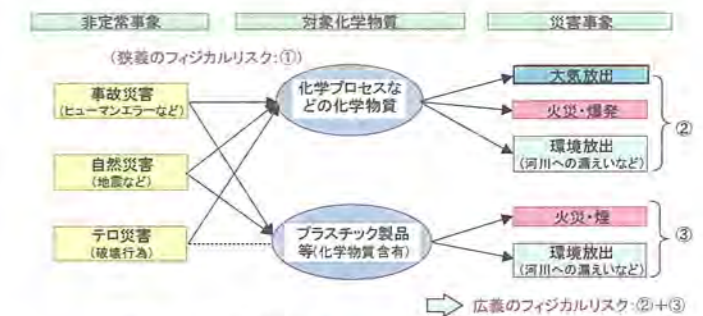 非定常事象
対象化学物質
災害事象
(狭義のフィジカルリスク:①)
事故災害
(ヒューマンエラーなど)
自然災害
(地震など)
テロ災害
(破壊行為)
化学プロセスな
どの化学物質
プラスチック製品
等(化学物質含有)
大気放出
火災・爆発
環境放出
(河川への漏えいなど)
②
火災・煙
環境放出
(河川への漏えいなど)
③
広義のフィジカルリスク:②+③